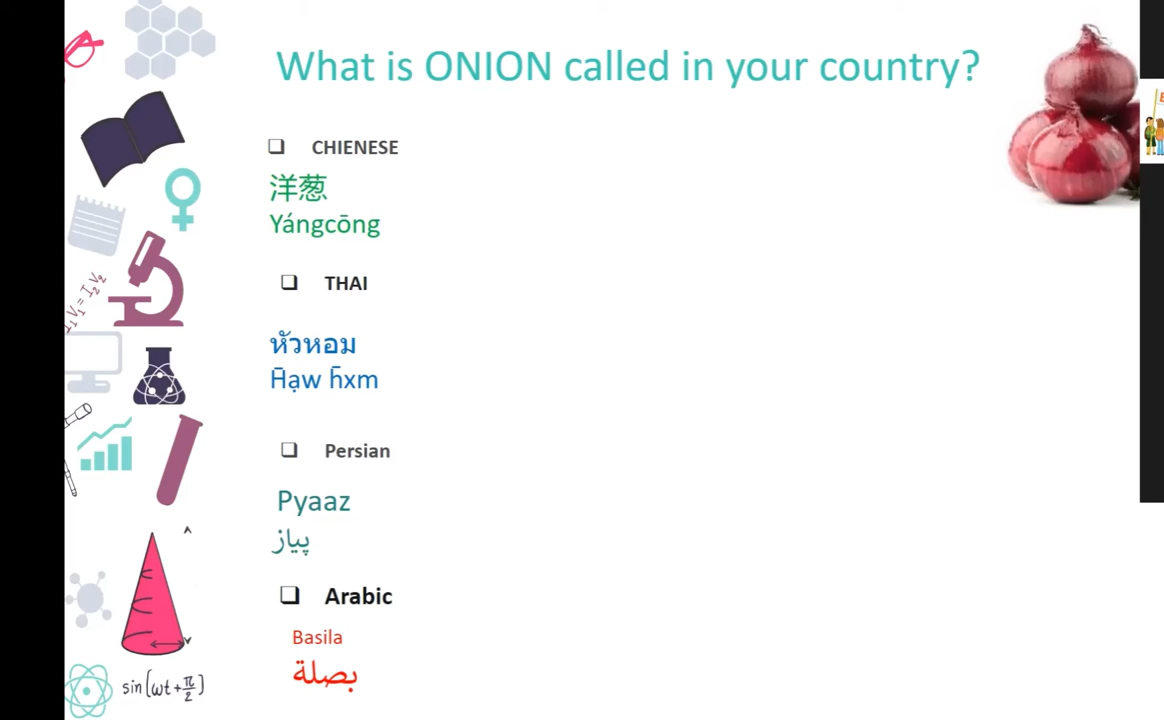 What is ONION called in your country?
❑ CHIENESE
洋葱
Yángcōng
❑ THAI
หัวหอม
H̄ạw h̄xm
❑ Persian
Pyaaz
پیاز
❑ Arabic
Basila
بصلة
sin(ωt+π/2)